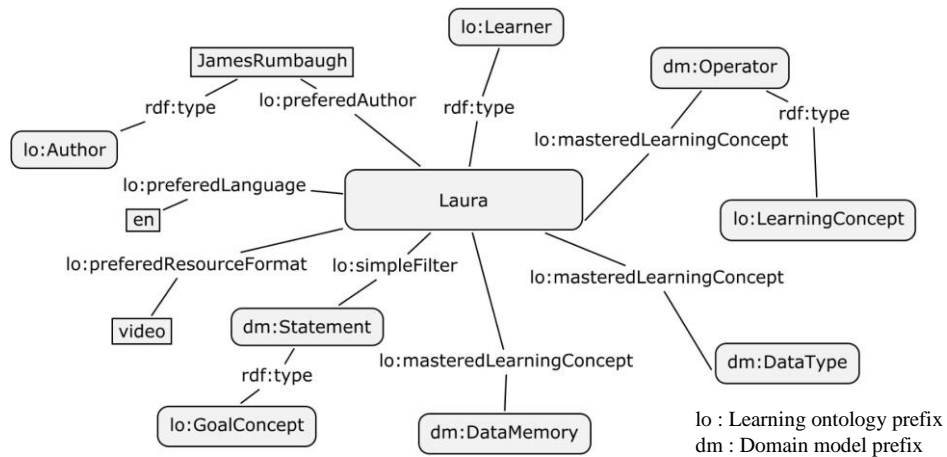 lo:Learner
JamesRumbaugh
dm:Operator
rdf:type
lo:preferedAuthor
rdf:type
rdf:type
lo:Author
lo:masteredLearningConcept
lo:preferedLanguage
Laura
en
lo:LearningConcept
lo:preferedResourceFormat
lo:simpleFilter
lo:masteredLearningConcept
video
dm:Statement
lo:masteredLearningConcept
dm:DataType
rdf:type
lo:GoalConcept
dm:DataMemory
lo : Learning ontology prefix
dm : Domain model prefix